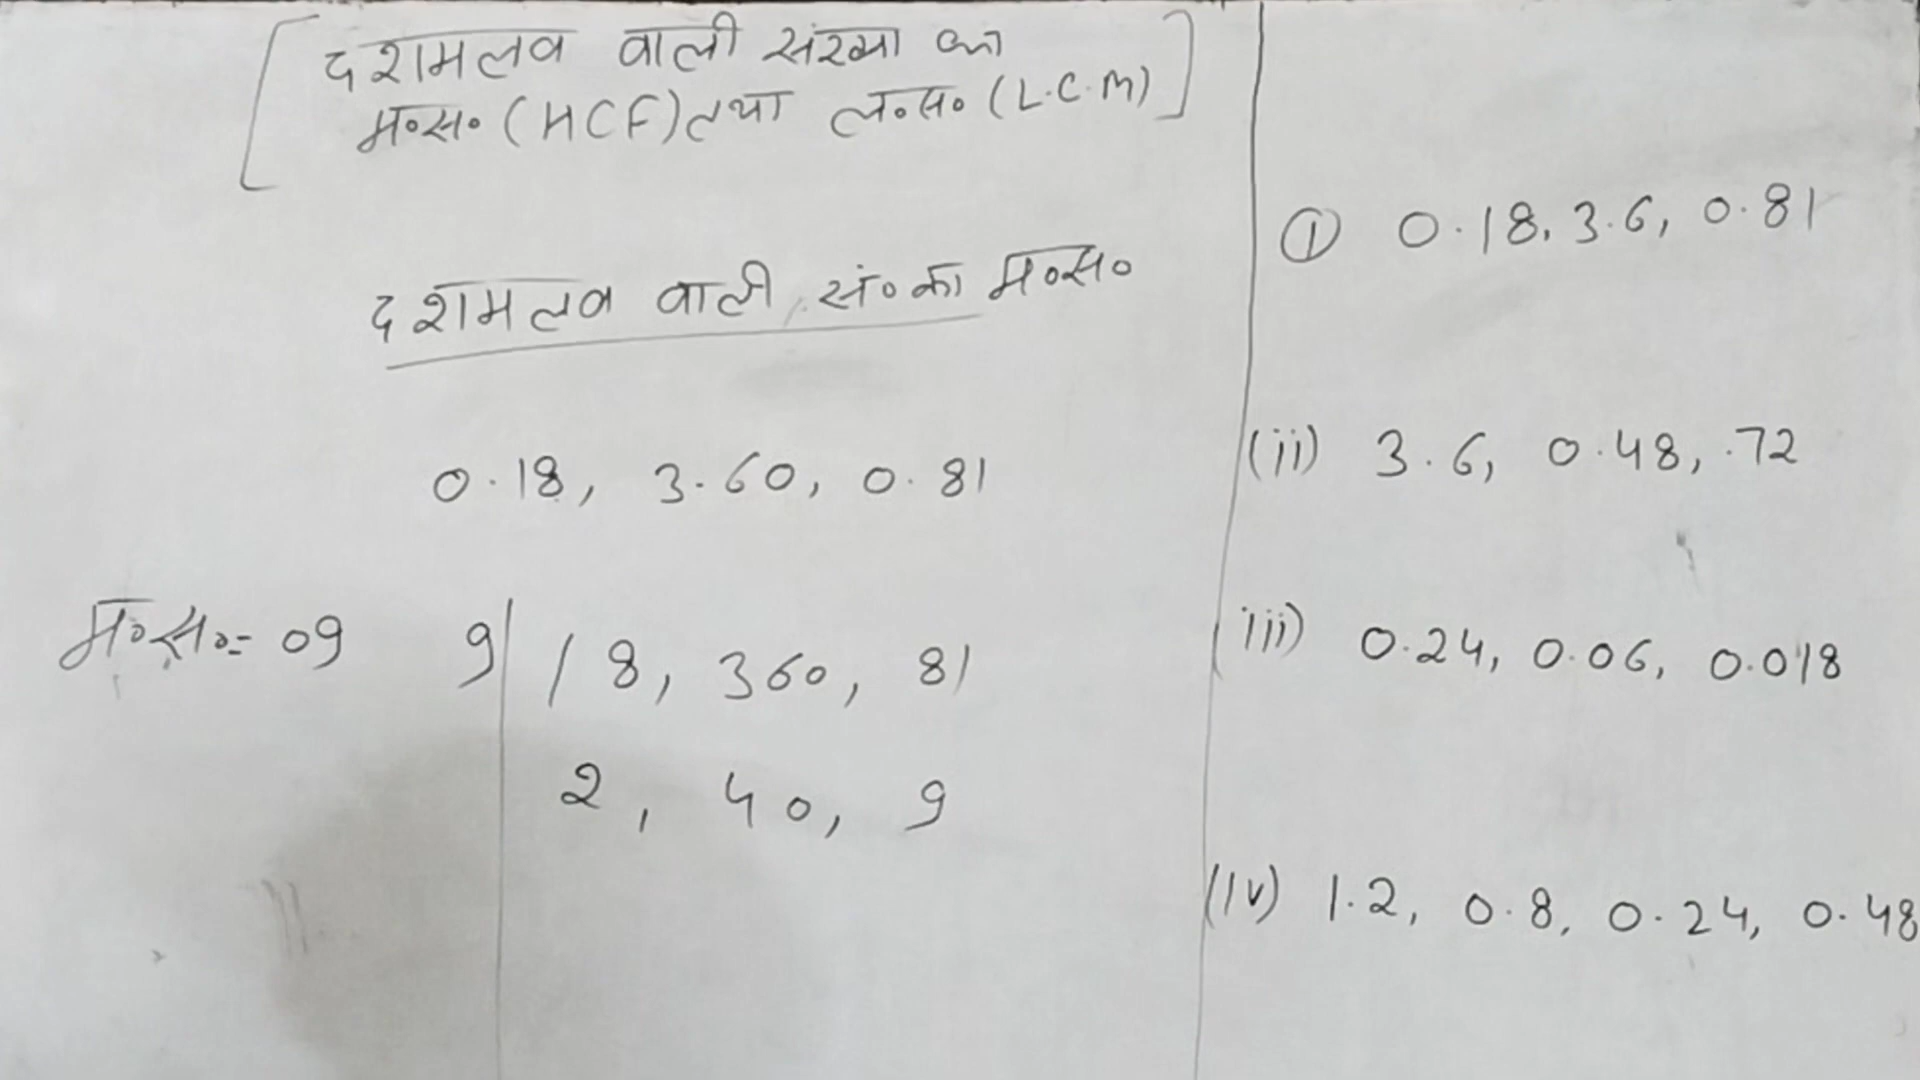 [दशमलव वाली संख्या का
म०स० (HCF) तथा ल०स० (L.C.M)]
दशमलव वाली सं० का म०स०
0.18, 3.60, 0.81
म०स०= 09
9| 18, 360, 81
2, 40, 9
① 0.18, 3.6, 0.81
(ii) 3.6, 0.48, .72
iii) 0.24, 0.06, 0.018
(iv) 1.2, 0.8, 0.24, 0.48